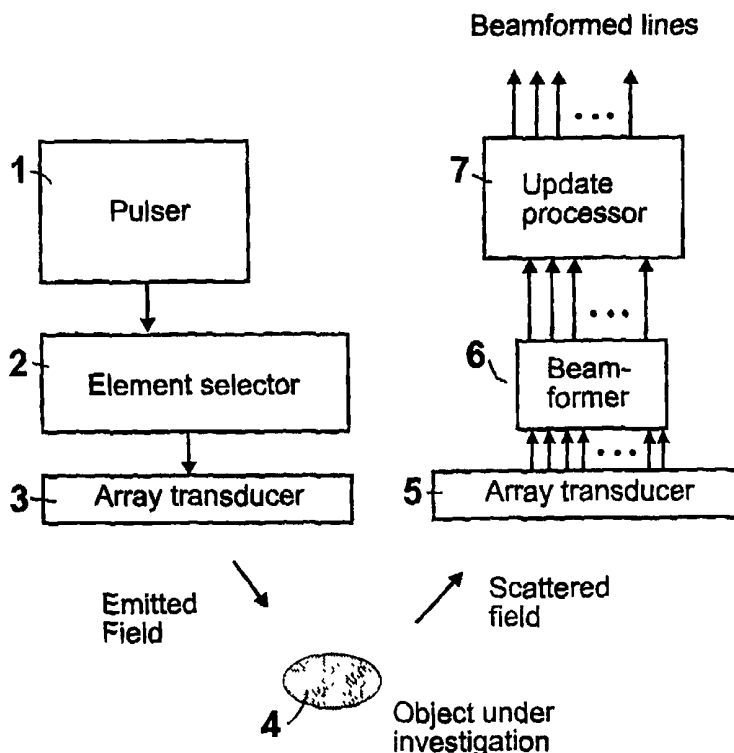 Beamformed lines
1
Pulser
7
Update
processor
2
Element selector
6
Beam-
former
3
Array transducer
5
Array transducer
Emitted
Field
Scattered
field
4
Object under
investigation